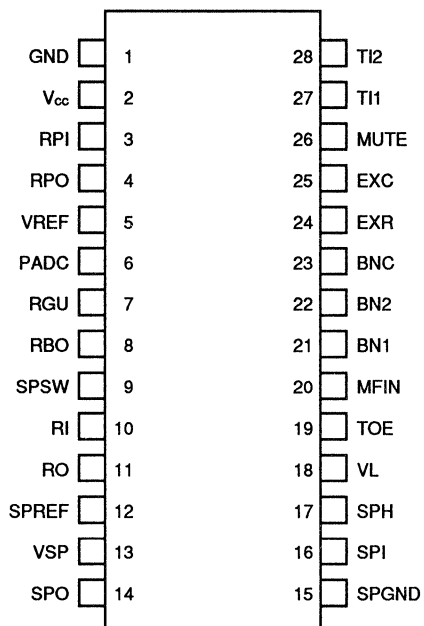 GND 1 28 TI2
Vcc 2 27 TI1
RPI 3 26 MUTE
RPO 4 25 EXC
VREF 5 24 EXR
PADC 6 23 BNC
RGU 7 22 BN2
RBO 8 21 BN1
SPSW 9 20 MFIN
RI 10 19 TOE
RO 11 18 VL
SPREF 12 17 SPH
VSP 13 16 SPI
SPO 14 15 SPGND